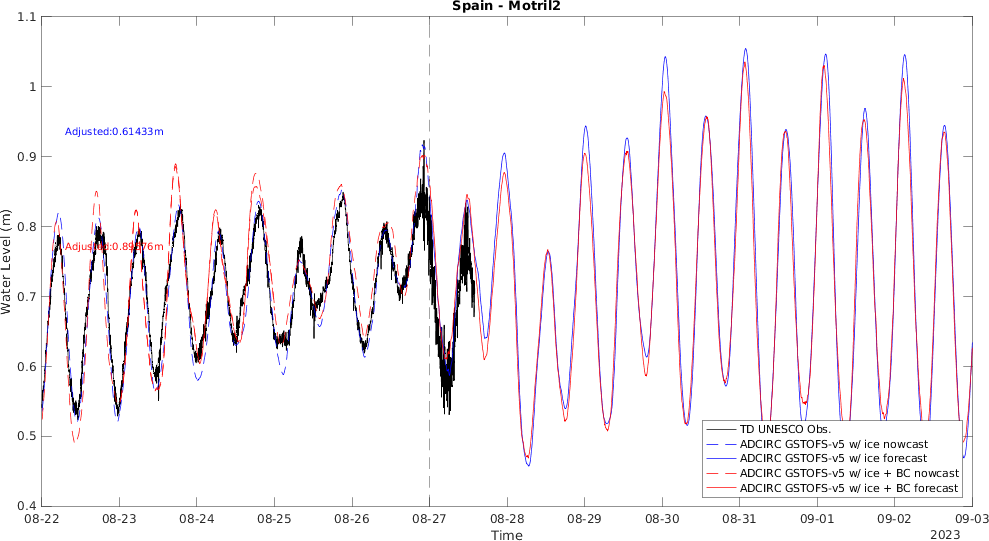 Spain - Motril2
1.1
1
0.9
0.8
0.7
0.6
0.5
0.4
Water Level (m)
Adjusted:0.61433m
TD UNESCO Obs.
ADCIRC GSTOFS-v5 w/ ice nowcast
ADCIRC GSTOFS-v5 w/ ice forecast
ADCIRC GSTOFS-v5 w/ ice + BC nowcast
ADCIRC GSTOFS-v5 w/ ice + BC forecast
08-22 08-23 08-24 08-25 08-26 08-27 08-28 08-29 08-30 08-31 09-01 09-02 09-03
Time
2023